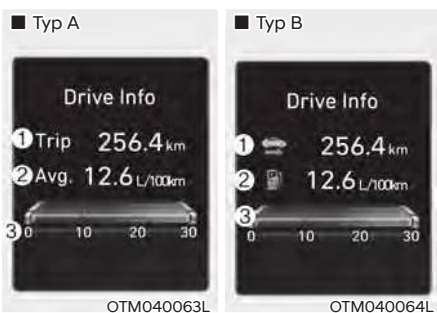 ■ Typ A
Drive Info
① Trip 256.4 km
② Avg. 12.6 L/100km
③
0 10 20 30
OTM040063L
■ Typ B
Drive Info
① 256.4 km
② 12.6 L/100km
③
0 10 20 30
OTM040064L